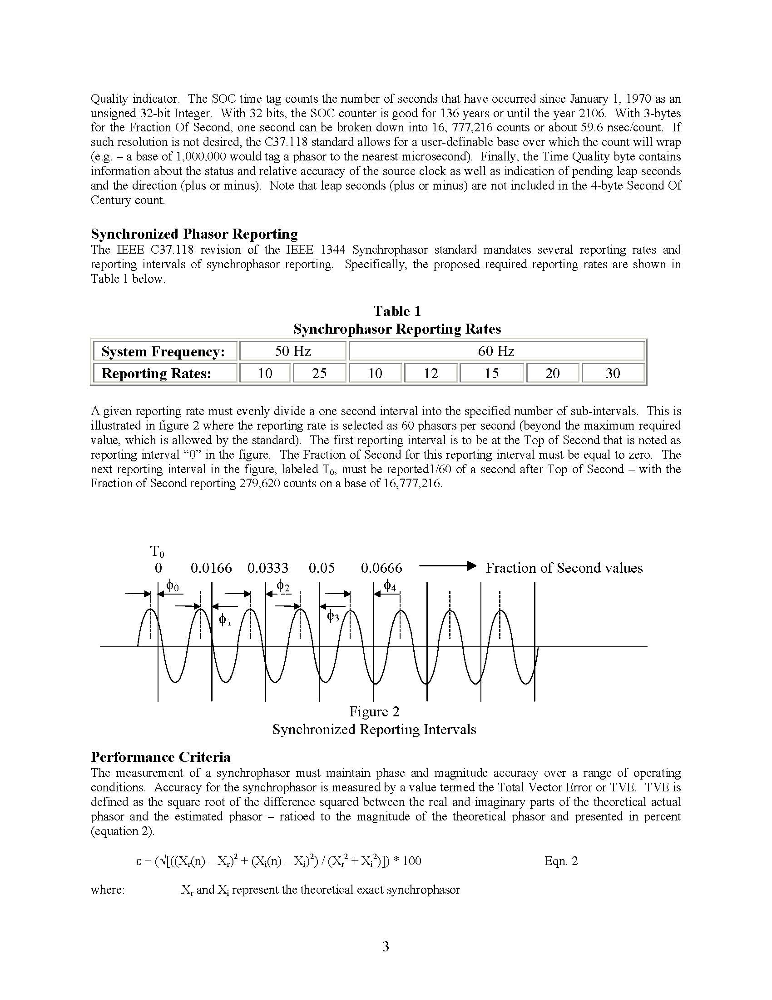 Quality indicator. The SOC time tag counts the number of seconds that have occurred since January 1, 1970 as an
unsigned 32-bit Integer. With 32 bits, the SOC counter is good for 136 years or until the year 2106. With 3-bytes
for the Fraction Of Second, one second can be broken down into 16, 777,216 counts or about 59.6 nsec/count. If
such resolution is not desired, the C37.118 standard allows for a user-definable base over which the count will wrap
(e.g. – a base of 1,000,000 would tag a phasor to the nearest microsecond). Finally, the Time Quality byte contains
information about the status and relative accuracy of the source clock as well as indication of pending leap seconds
and the direction (plus or minus). Note that leap seconds (plus or minus) are not included in the 4-byte Second Of
Century count.
Synchronized Phasor Reporting
The IEEE C37.118 revision of the IEEE 1344 Synchrophasor standard mandates several reporting rates and
reporting intervals of synchrophasor reporting. Specifically, the proposed required reporting rates are shown in
Table 1 below.
Table 1
Synchrophasor Reporting Rates
System Frequency: 50 Hz 60 Hz
Reporting Rates: 10 25 10 12 15 20 30
A given reporting rate must evenly divide a one second interval into the specified number of sub-intervals. This is
illustrated in figure 2 where the reporting rate is selected as 60 phasors per second (beyond the maximum required
value, which is allowed by the standard). The first reporting interval is to be at the Top of Second that is noted as
reporting interval “0” in the figure. The Fraction of Second for this reporting interval must be equal to zero. The
next reporting interval in the figure, labeled T₀, must be reported1/60 of a second after Top of Second – with the
Fraction of Second reporting 279,620 counts on a base of 16,777,216.
T₀
0 0.0166 0.0333 0.05 0.0666 Fraction of Second values
ϕ₀ ϕ₂ ϕ₄
ϕ₁ ϕ₃
Figure 2
Synchronized Reporting Intervals
Performance Criteria
The measurement of a synchrophasor must maintain phase and magnitude accuracy over a range of operating
conditions. Accuracy for the synchrophasor is measured by a value termed the Total Vector Error or TVE. TVE is
defined as the square root of the difference squared between the real and imaginary parts of the theoretical actual
phasor and the estimated phasor – ratioed to the magnitude of the theoretical phasor and presented in percent
(equation 2).
ε = (√[((Xᵣ(n) – Xᵣ)² + (Xᵢ(n) – Xᵢ)²) / (Xᵣ² + Xᵢ²)]) * 100 Eqn. 2
where: Xᵣ and Xᵢ represent the theoretical exact synchrophasor
3